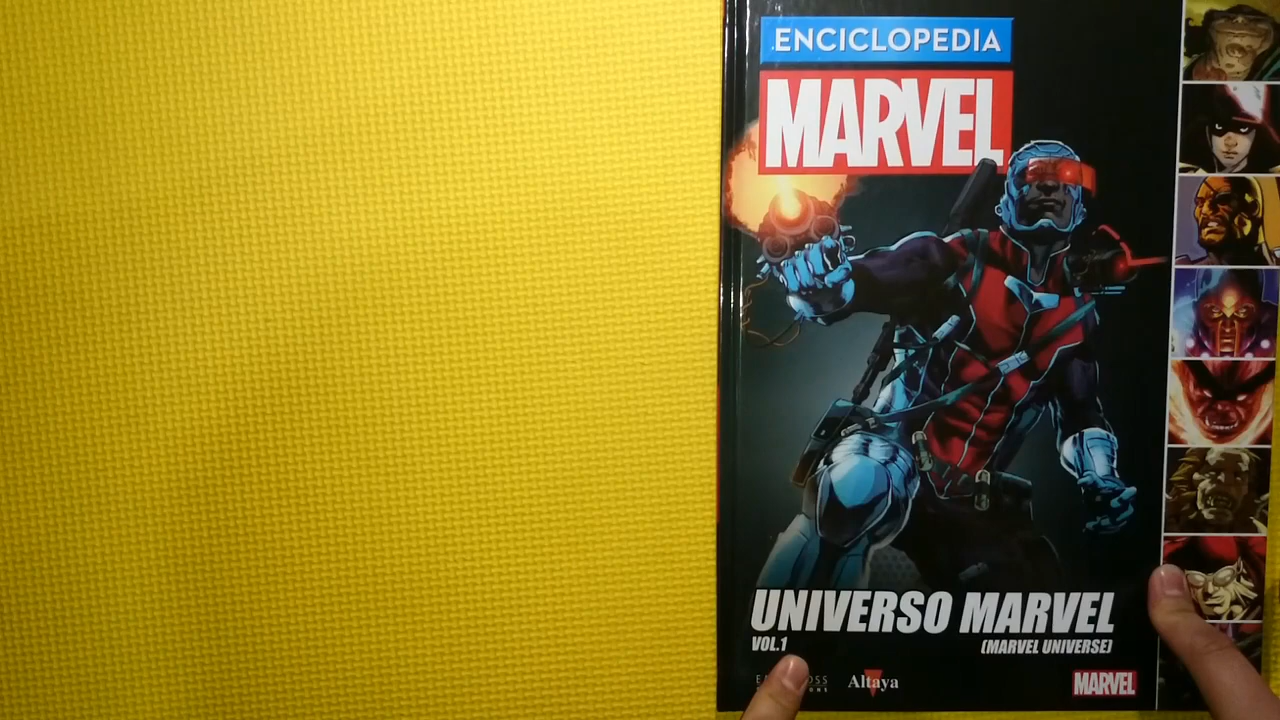 ENCICLOPEDIA
MARVEL
UNIVERSO MARVEL
VOL.1
(MARVEL UNIVERSE)
Altaya
MARVEL